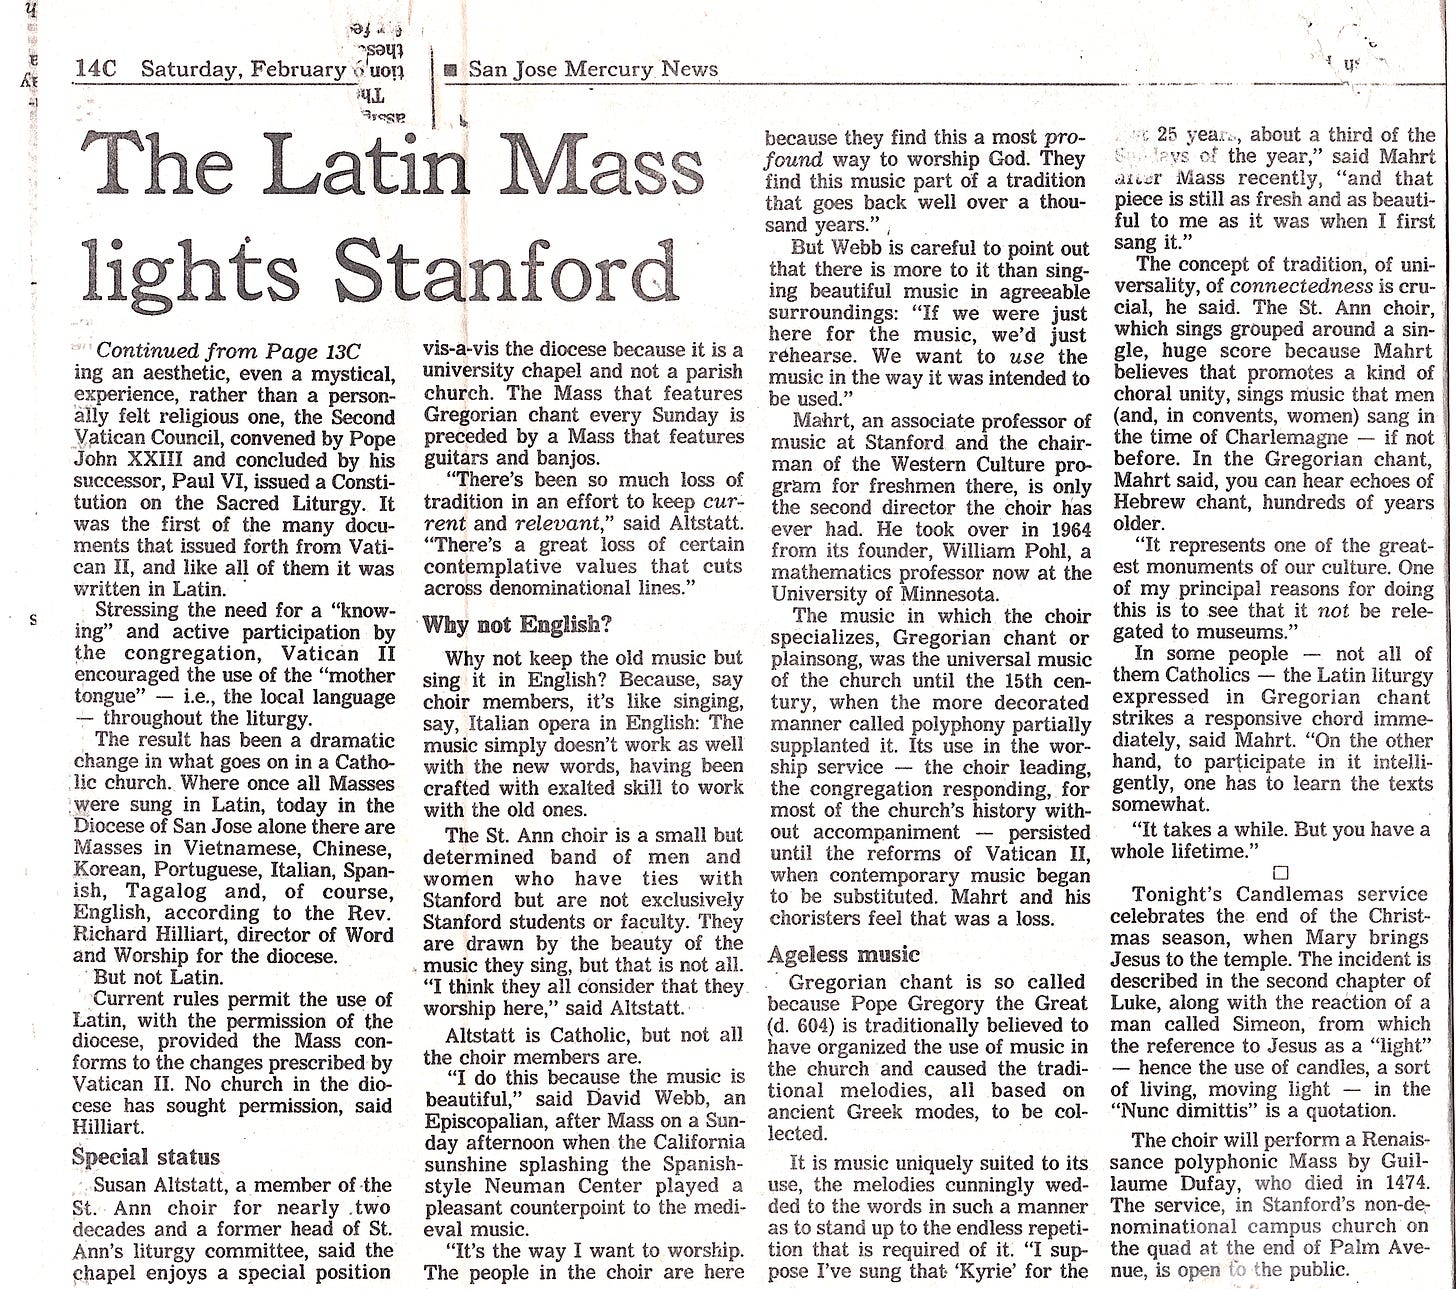 14C Saturday, February
■ San Jose Mercury News
The Latin Mass
lights Stanford
Continued from Page 13C
ing an aesthetic, even a mystical,
experience, rather than a person-
ally felt religious one, the Second
Vatican Council, convened by Pope
John XXIII and concluded by his
successor, Paul VI, issued a Consti-
tution on the Sacred Liturgy. It
was the first of the many docu-
ments that issued forth from Vati-
can II, and like all of them it was
written in Latin.
Stressing the need for a “know-
ing” and active participation by
the congregation, Vatican II
encouraged the use of the “mother
tongue” — i.e., the local language
— throughout the liturgy.
The result has been a dramatic
change in what goes on in a Catho-
lic church. Where once all Masses
were sung in Latin, today in the
Diocese of San Jose alone there are
Masses in Vietnamese, Chinese,
Korean, Portuguese, Italian, Span-
ish, Tagalog and, of course,
English, according to the Rev.
Richard Hilliart, director of Word
and Worship for the diocese.
But not Latin.
Current rules permit the use of
Latin, with the permission of the
diocese, provided the Mass con-
forms to the changes prescribed by
Vatican II. No church in the dio-
cese has sought permission, said
Hilliart.
Special status
Susan Altstatt, a member of the
St. Ann choir for nearly two
decades and a former head of St.
Ann’s liturgy committee, said the
chapel enjoys a special position
vis-a-vis the diocese because it is a
university chapel and not a parish
church. The Mass that features
Gregorian chant every Sunday is
preceded by a Mass that features
guitars and banjos.
“There’s been so much loss of
tradition in an effort to keep cur-
rent and relevant,” said Altstatt.
“There’s a great loss of certain
contemplative values that cuts
across denominational lines.”
Why not English?
Why not keep the old music but
sing it in English? Because, say
choir members, it’s like singing,
say, Italian opera in English: The
music simply doesn’t work as well
with the new words, having been
crafted with exalted skill to work
with the old ones.
The St. Ann choir is a small but
determined band of men and
women who have ties with
Stanford but are not exclusively
Stanford students or faculty. They
are drawn by the beauty of the
music they sing, but that is not all.
“I think they all consider that they
worship here,” said Altstatt.
Altstatt is Catholic, but not all
the choir members are.
“I do this because the music is
beautiful,” said David Webb, an
Episcopalian, after Mass on a Sun-
day afternoon when the California
sunshine splashing the Spanish-
style Neuman Center played a
pleasant counterpoint to the medi-
eval music.
“It’s the way I want to worship.
The people in the choir are here
because they find this a most pro-
found way to worship God. They
find this music part of a tradition
that goes back well over a thou-
sand years.”
But Webb is careful to point out
that there is more to it than sing-
ing beautiful music in agreeable
surroundings: “If we were just
here for the music, we’d just
rehearse. We want to use the
music in the way it was intended to
be used.”
Mahrt, an associate professor of
music at Stanford and the chair-
man of the Western Culture pro-
gram for freshmen there, is only
the second director the choir has
ever had. He took over in 1964
from its founder, William Pohl, a
mathematics professor now at the
University of Minnesota.
The music in which the choir
specializes, Gregorian chant or
plainsong, was the universal music
of the church until the 15th cen-
tury, when the more decorated
manner called polyphony partially
supplanted it. Its use in the wor-
ship service — the choir leading,
the congregation responding, for
most of the church’s history with-
out accompaniment — persisted
until the reforms of Vatican II,
when contemporary music began
to be substituted. Mahrt and his
choristers feel that was a loss.
Ageless music
Gregorian chant is so called
because Pope Gregory the Great
(d. 604) is traditionally believed to
have organized the use of music in
the church and caused the tradi-
tional melodies, all based on
ancient Greek modes, to be col-
lected.
It is music uniquely suited to its
use, the melodies cunningly wed-
ded to the words in such a manner
as to stand up to the endless repeti-
tion that is required of it. “I sup-
pose I’ve sung that ‘Kyrie’ for the
25 years, about a third of the
Sundays of the year,” said Mahrt
after Mass recently, “and that
piece is still as fresh and as beauti-
ful to me as it was when I first
sang it.”
The concept of tradition, of uni-
versality, of connectedness is cru-
cial, he said. The St. Ann choir,
which sings grouped around a sin-
gle, huge score because Mahrt
believes that promotes a kind of
choral unity, sings music that men
(and, in convents, women) sang in
the time of Charlemagne — if not
before. In the Gregorian chant,
Mahrt said, you can hear echoes of
Hebrew chant, hundreds of years
older.
“It represents one of the great-
est monuments of our culture. One
of my principal reasons for doing
this is to see that it not be rele-
gated to museums.”
In some people — not all of
them Catholics — the Latin liturgy
expressed in Gregorian chant
strikes a responsive chord imme-
diately, said Mahrt. “On the other
hand, to participate in it intelli-
gently, one has to learn the texts
somewhat.
“It takes a while. But you have a
whole lifetime.”
□
Tonight’s Candlemas service
celebrates the end of the Christ-
mas season, when Mary brings
Jesus to the temple. The incident is
described in the second chapter of
Luke, along with the reaction of a
man called Simeon, from which
the reference to Jesus as a “light”
— hence the use of candles, a sort
of living, moving light — in the
“Nunc dimittis” is a quotation.
The choir will perform a Renais-
sance polyphonic Mass by Guil-
laume Dufay, who died in 1474.
The service, in Stanford’s non-de-
nominational campus church on
the quad at the end of Palm Ave-
nue, is open to the public.